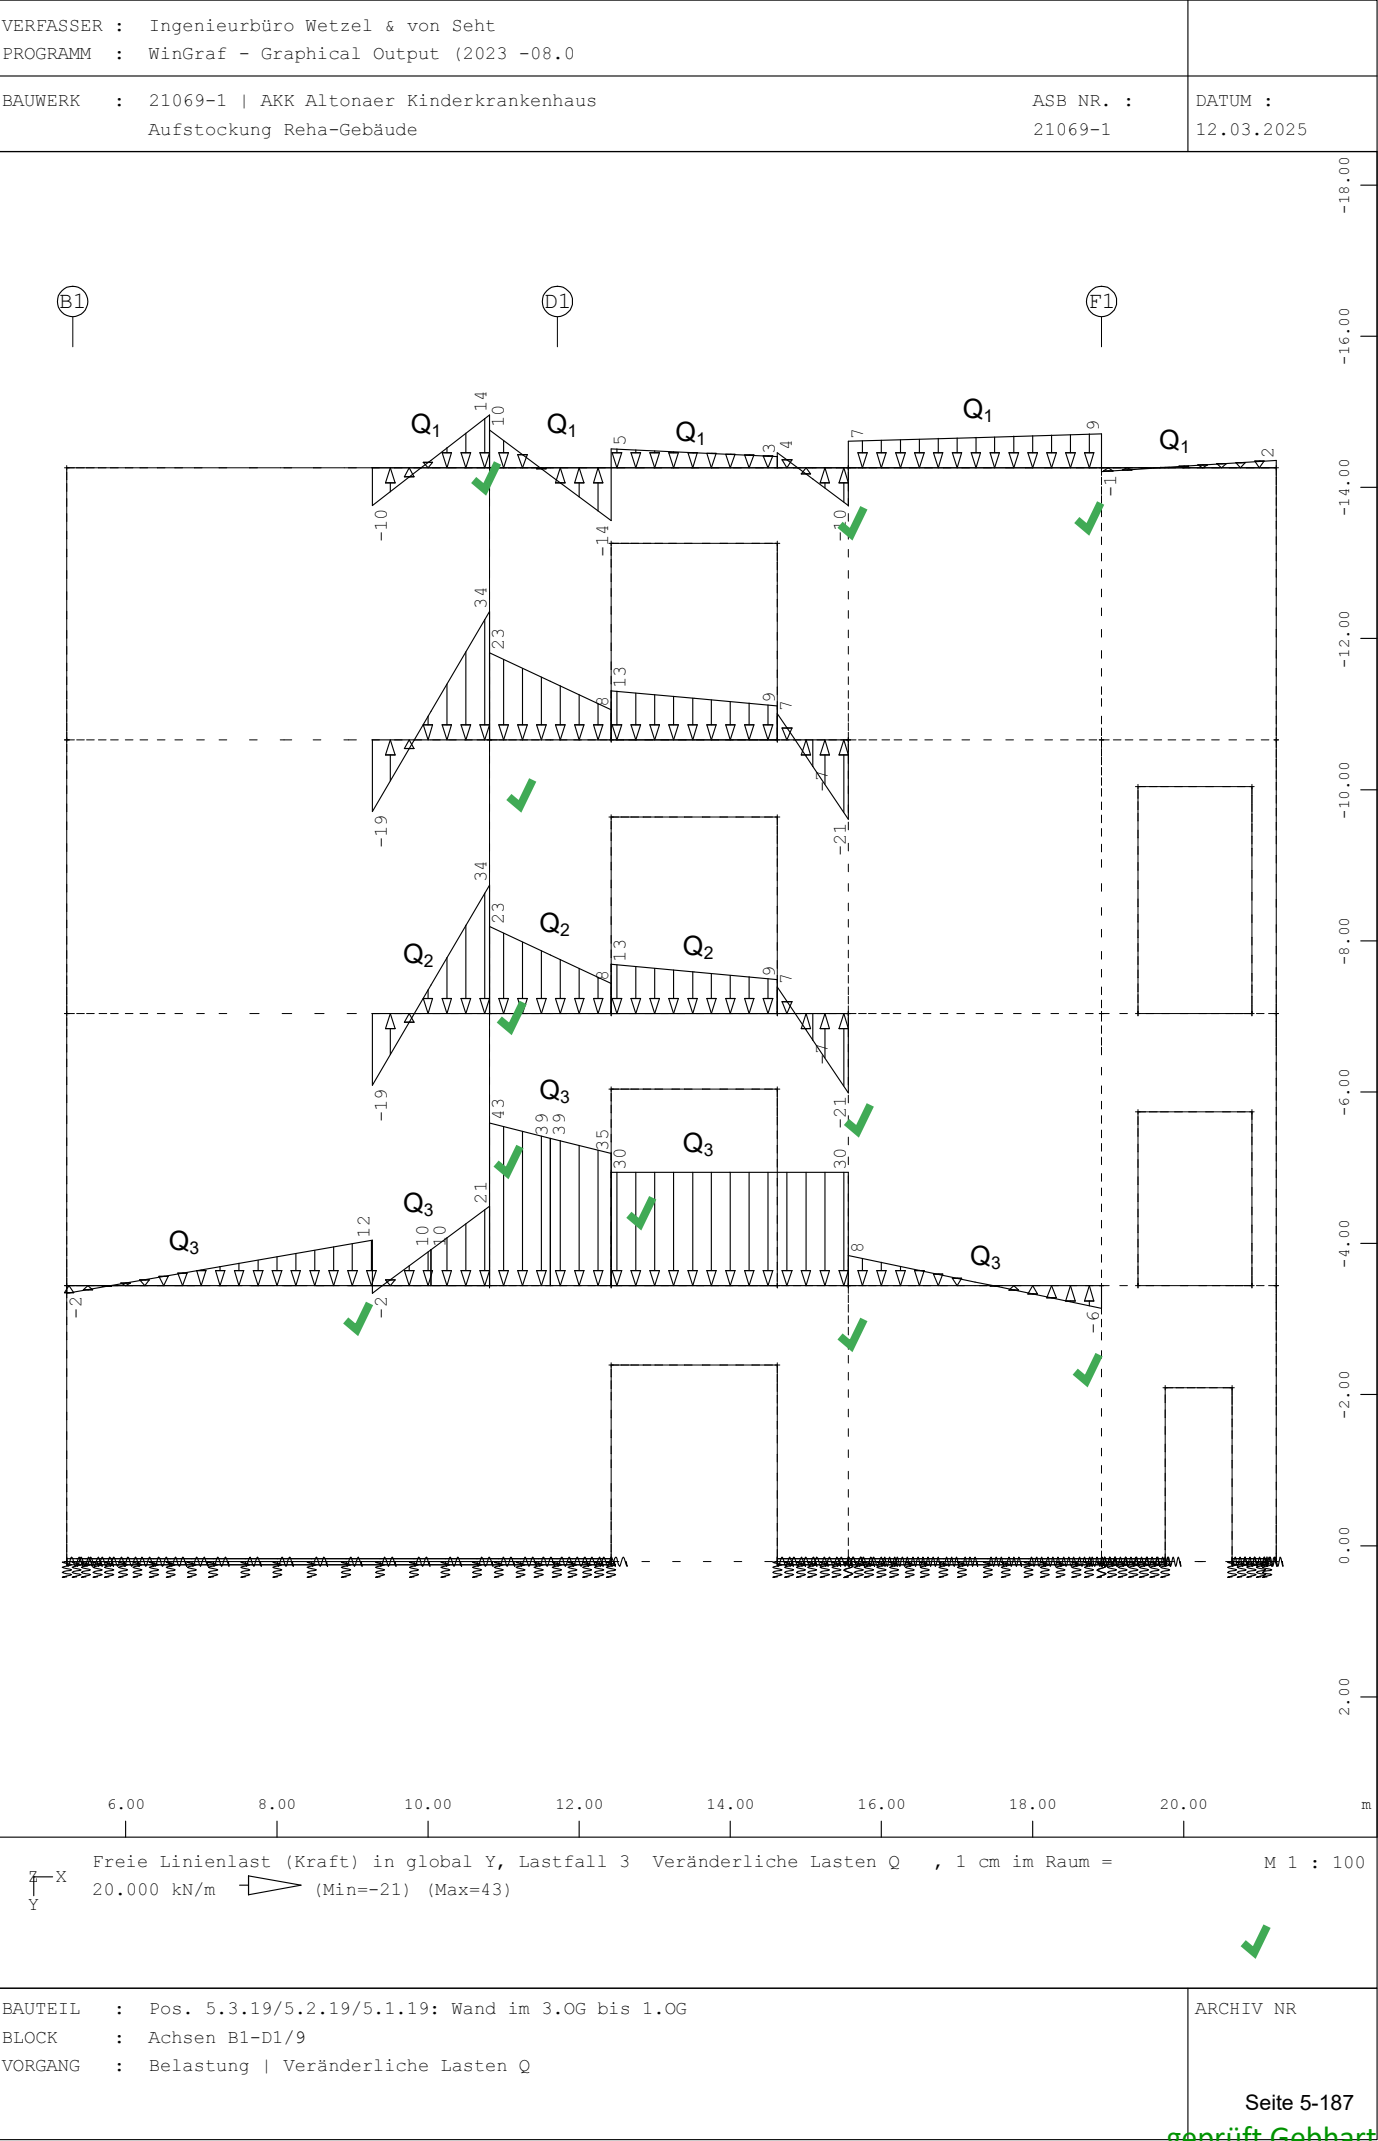 VERFASSER : Ingenieurbüro Wetzel & von Seht
PROGRAMM : WinGraf - Graphical Output (2023 -08.0
BAUWERK : 21069-1 | AKK Altonaer Kinderkrankenhaus ASB NR. : DATUM :
Aufstockung Reha-Gebäude 21069-1 12.03.2025
-18.00
B1 D1 F1
-16.00
Q1 14 10 Q1 5 Q1 3 4 7 Q1 9 Q1 2
-14.00
-10 -14 -10 -1
34 23 13 8 9 7
-12.00
-19 -7 -21
-10.00
34 23 Q2 13 8 9 7
Q2 Q2
-8.00
-19 -7 -21
-6.00
Q3 43 39 39 35 30 Q3 30
Q3 12 Q3 10 10 21 8 Q3
-4.00
-2 -2 -6
-2.00
0.00
2.00
6.00 8.00 10.00 12.00 14.00 16.00 18.00 20.00 m
Z X Y
Freie Linienlast (Kraft) in global Y, Lastfall 3 Veränderliche Lasten Q , 1 cm im Raum = M 1 : 100
20.000 kN/m (Min=-21) (Max=43)
BAUTEIL : Pos. 5.3.19/5.2.19/5.1.19: Wand im 3.OG bis 1.OG ARCHIV NR
BLOCK : Achsen B1-D1/9
VORGANG : Belastung | Veränderliche Lasten Q
Seite 5-187
geprüft Gebhart